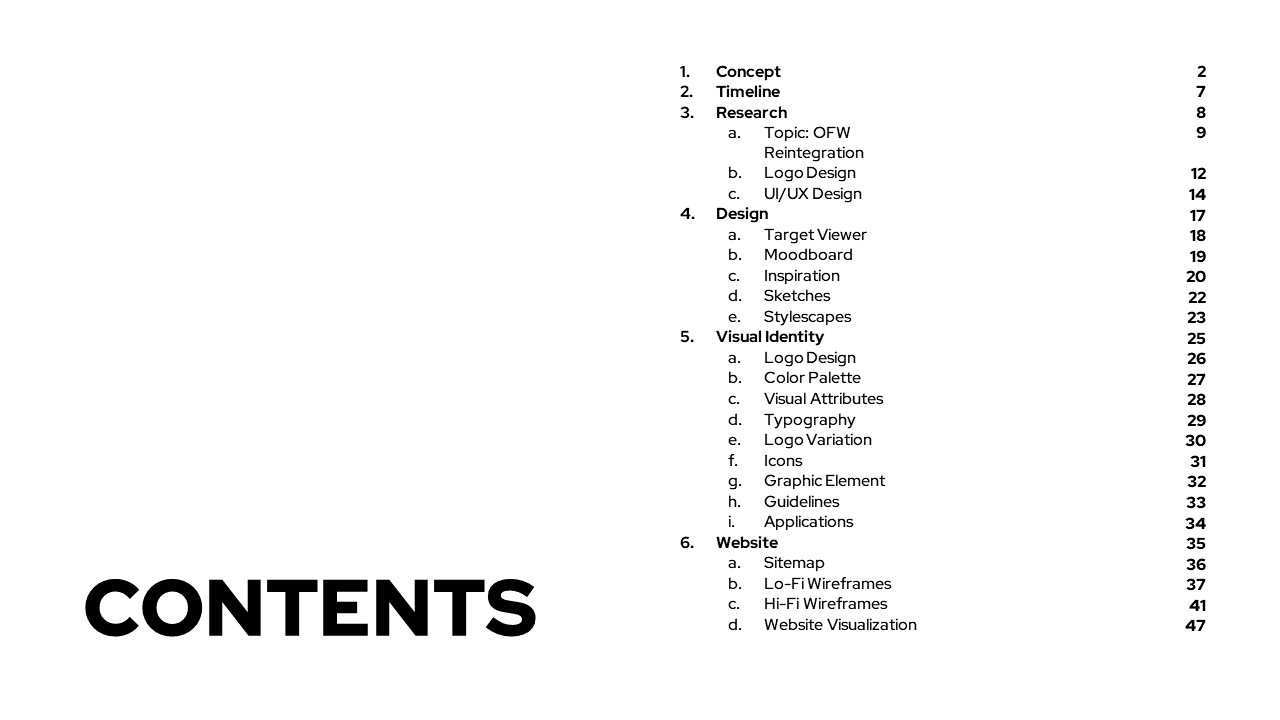 CONTENTS
1. Concept 2
2. Timeline 7
3. Research 8
a. Topic: OFW 9
Reintegration
b. Logo Design 12
c. UI/UX Design 14
4. Design 17
a. Target Viewer 18
b. Moodboard 19
c. Inspiration 20
d. Sketches 22
e. Stylescapes 23
5. Visual Identity 25
a. Logo Design 26
b. Color Palette 27
c. Visual Attributes 28
d. Typography 29
e. Logo Variation 30
f. Icons 31
g. Graphic Element 32
h. Guidelines 33
i. Applications 34
6. Website 35
a. Sitemap 36
b. Lo-Fi Wireframes 37
c. Hi-Fi Wireframes 41
d. Website Visualization 47